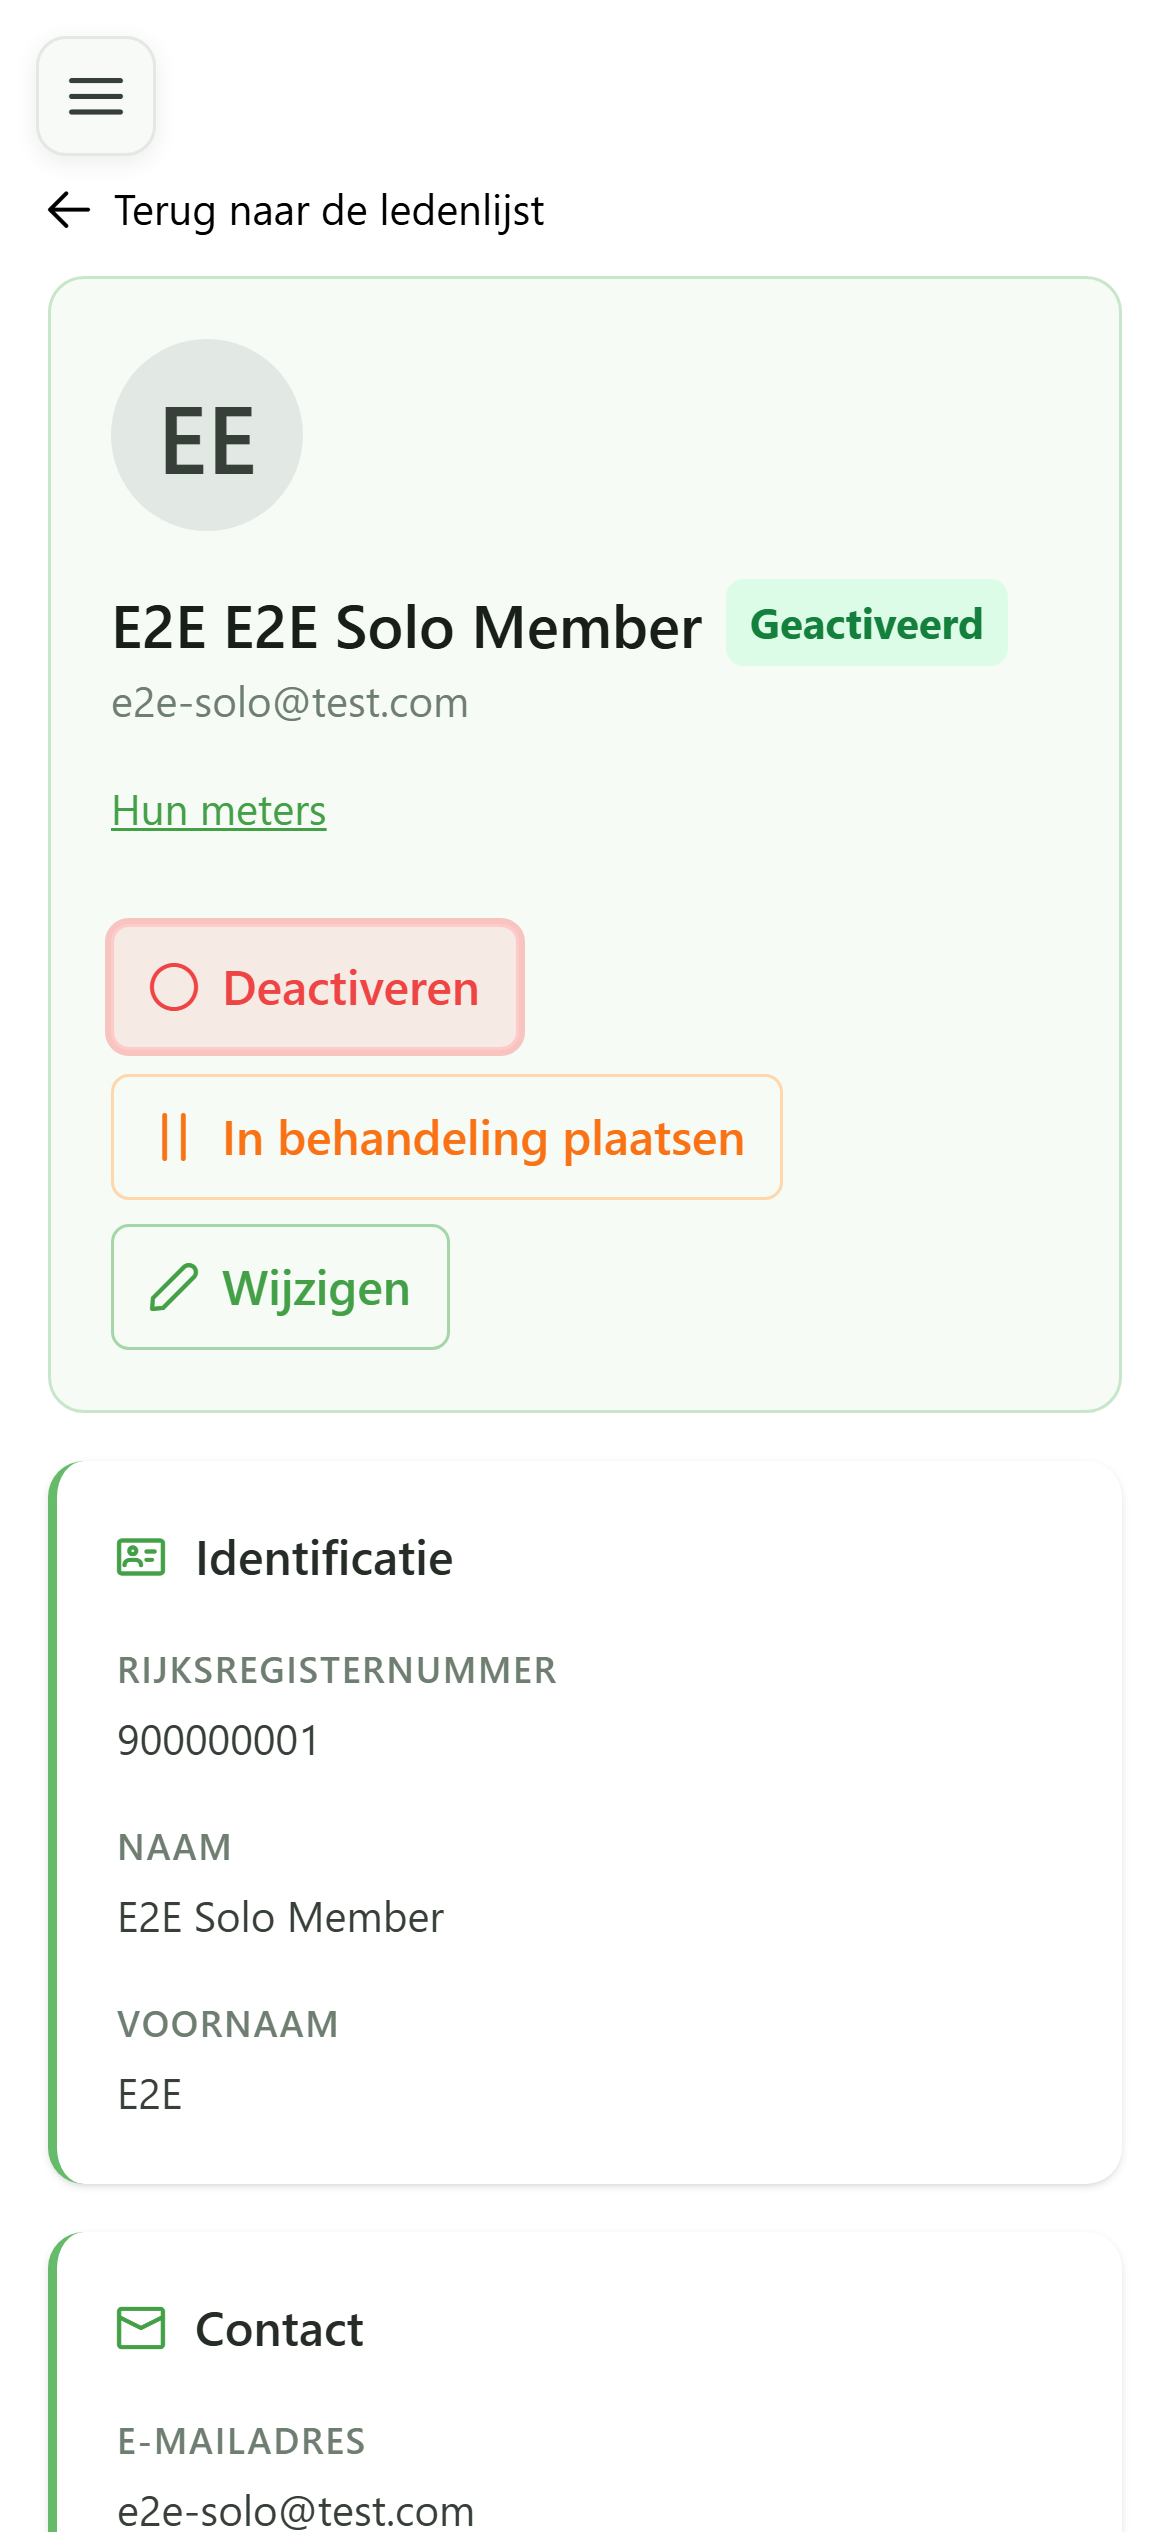 Terug naar de ledenlijst
EE
E2E E2E Solo Member Geactiveerd
e2e-solo@test.com
Hun meters
Deactiveren
In behandeling plaatsen
Wijzigen
Identificatie
RIJKSREGISTERNUMMER
900000001
NAAM
E2E Solo Member
VOORNAAM
E2E
Contact
E-MAILADRES
e2e-solo@test.com